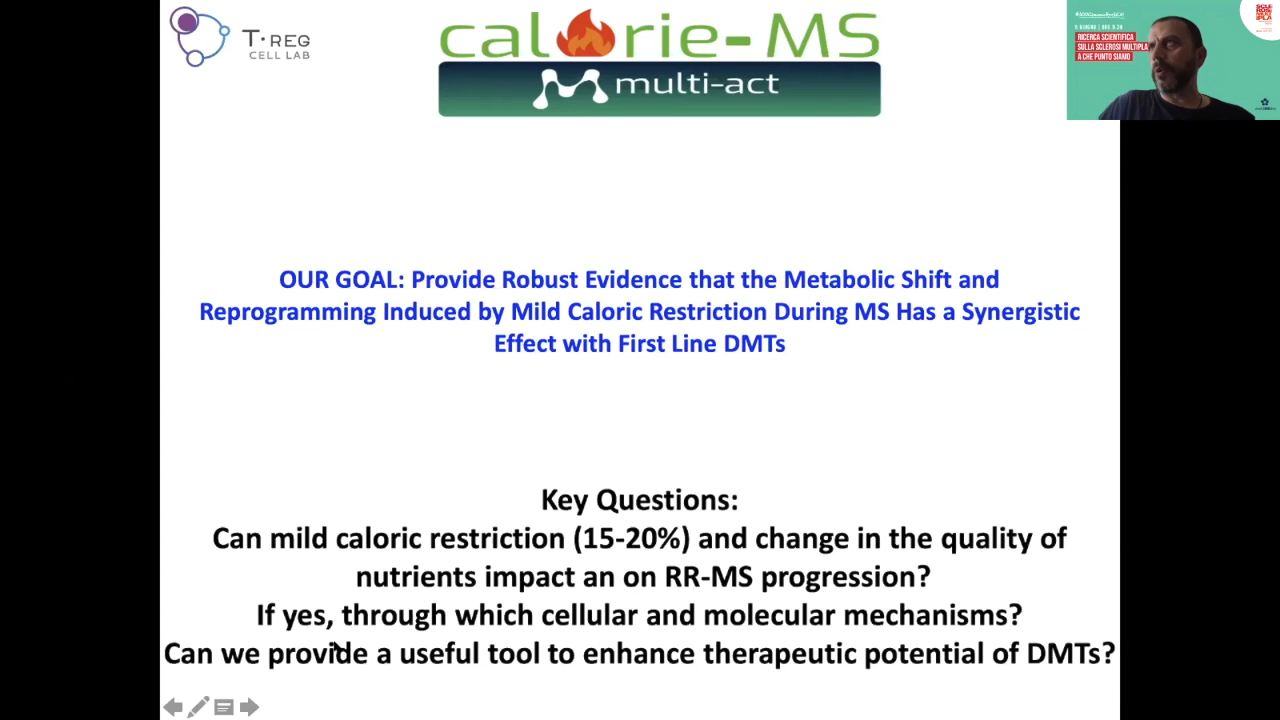 T·REG
CELL LAB
calorie-MS
multi-act
RICERCA SCIENTIFICA
SULLA SCLEROSI MULTIPLA
A CHE PUNTO SIAMO
OUR GOAL: Provide Robust Evidence that the Metabolic Shift and
Reprogramming Induced by Mild Caloric Restriction During MS Has a Synergistic
Effect with First Line DMTs
Key Questions:
Can mild caloric restriction (15-20%) and change in the quality of
nutrients impact an on RR-MS progression?
If yes, through which cellular and molecular mechanisms?
Can we provide a useful tool to enhance therapeutic potential of DMTs?